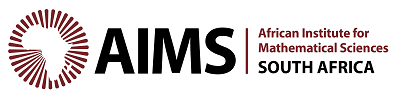 AIMS
African Institute for
Mathematical Sciences
SOUTH AFRICA